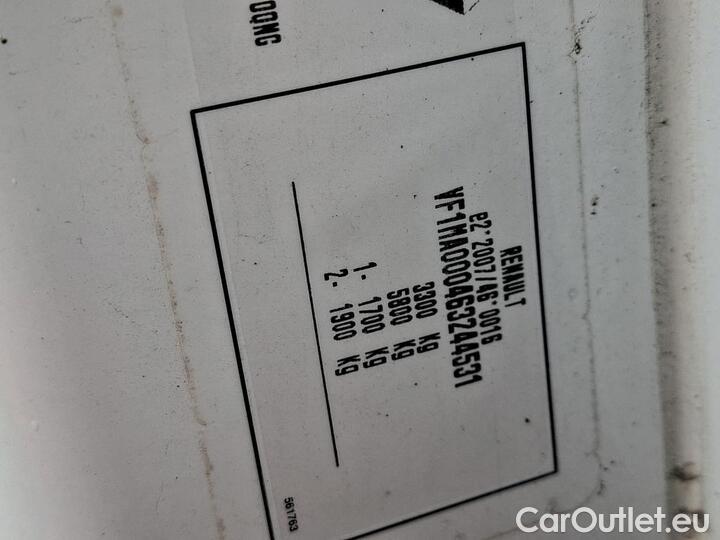 DQNG
RENAULT
e2*2007/46*0016
VF1MA000463244531
3300 Kg
5800 Kg
1- 1700 Kg
2- 1900 Kg
561763
CarOutlet.eu